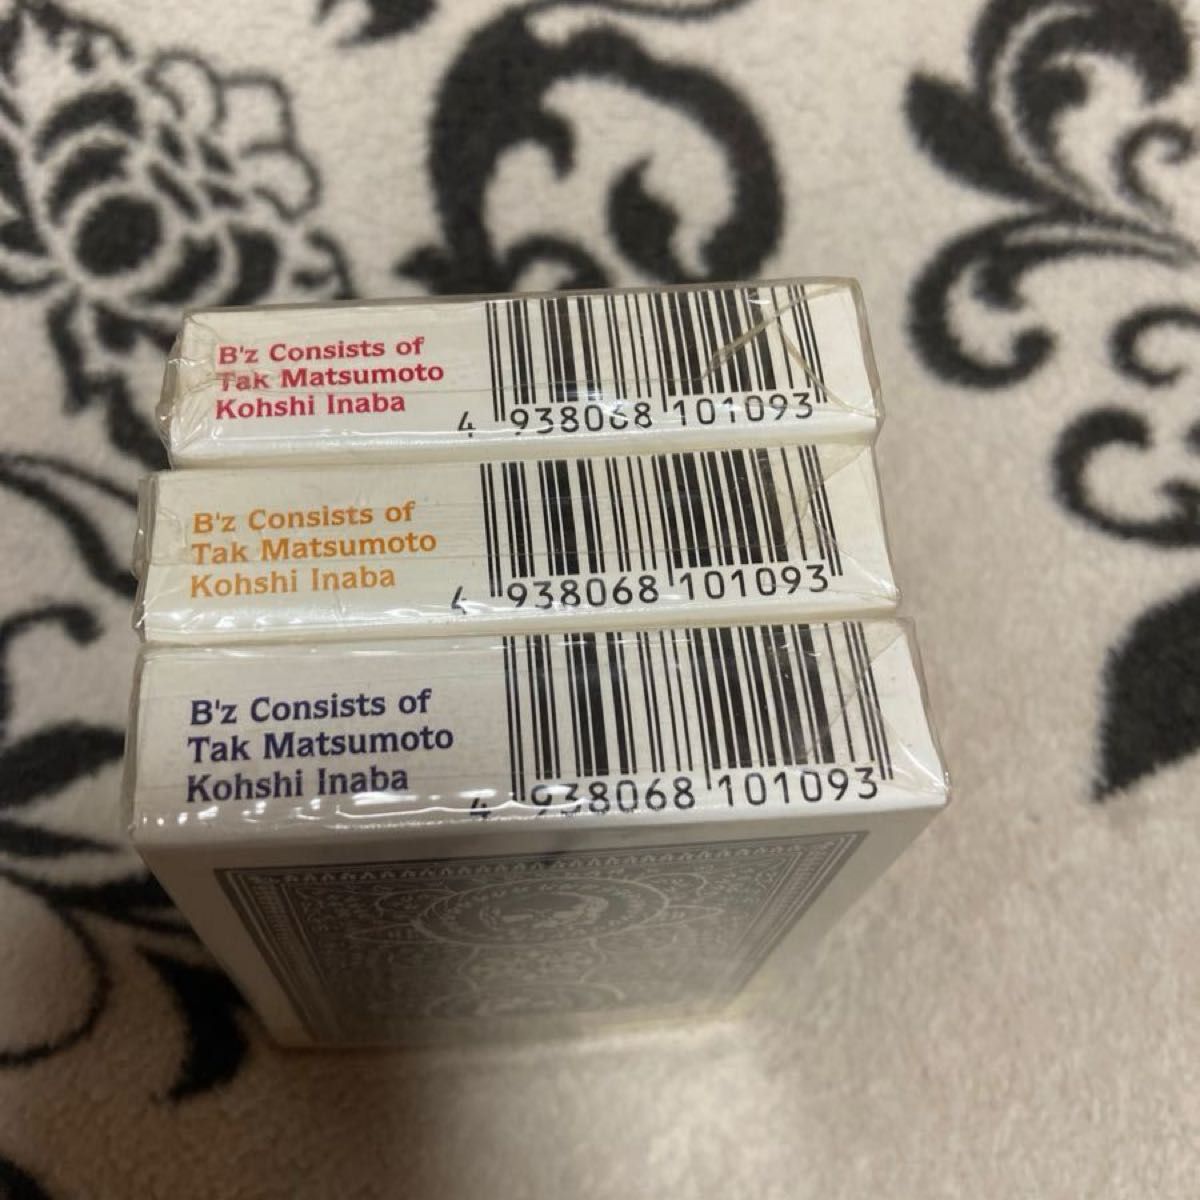 B'z Consists of
Tak Matsumoto
Kohshi Inaba
4 938068 101093
B'z Consists of
Tak Matsumoto
Kohshi Inaba
4 938068 101093
B'z Consists of
Tak Matsumoto
Kohshi Inaba
4 938068 101093